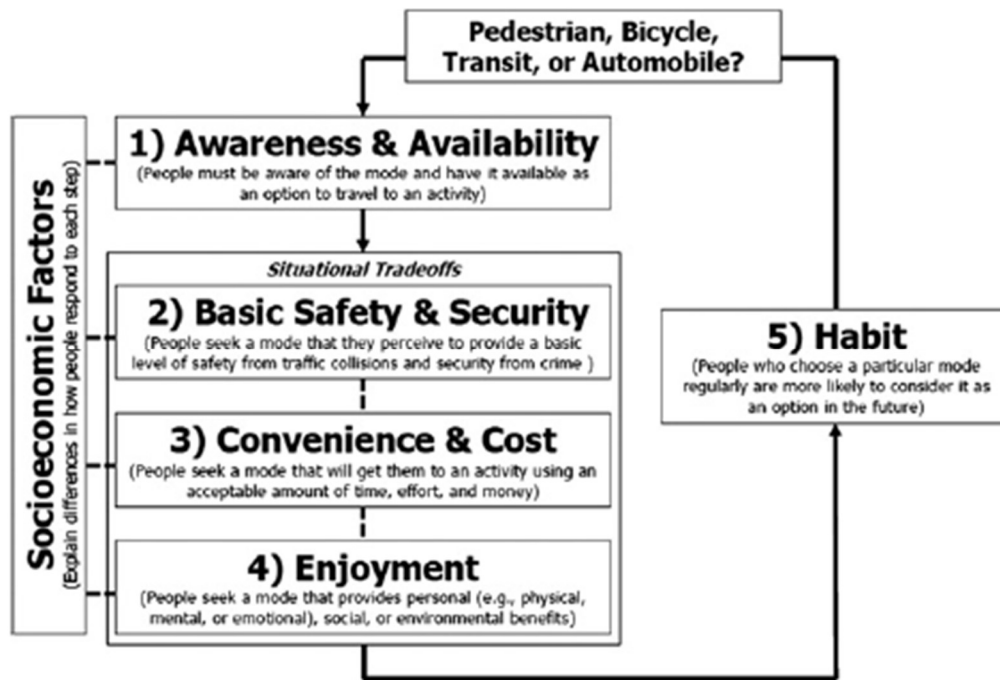 Pedestrian, Bicycle,
Transit, or Automobile?
1) Awareness & Availability
(People must be aware of the mode and have it available as
an option to travel to an activity)
Situational Tradeoffs
2) Basic Safety & Security
(People seek a mode that they perceive to provide a basic
level of safety from traffic collisions and security from crime )
3) Convenience & Cost
(People seek a mode that will get them to an activity using an
acceptable amount of time, effort, and money)
4) Enjoyment
(People seek a mode that provides personal (e.g., physical,
mental, or emotional), social, or environmental benefits)
Socioeconomic Factors
(Explain differences in how people respond to each step)
5) Habit
(People who choose a particular mode
regularly are more likely to consider it as
an option in the future)